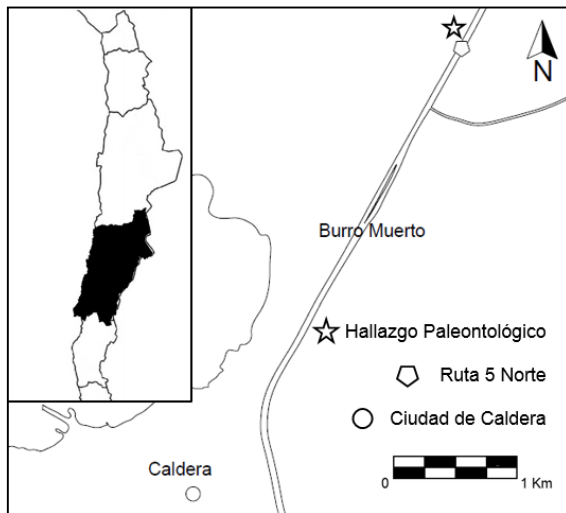 N
Burro Muerto
Hallazgo Paleontológico
Ruta 5 Norte
Ciudad de Caldera
Caldera
0 1 Km